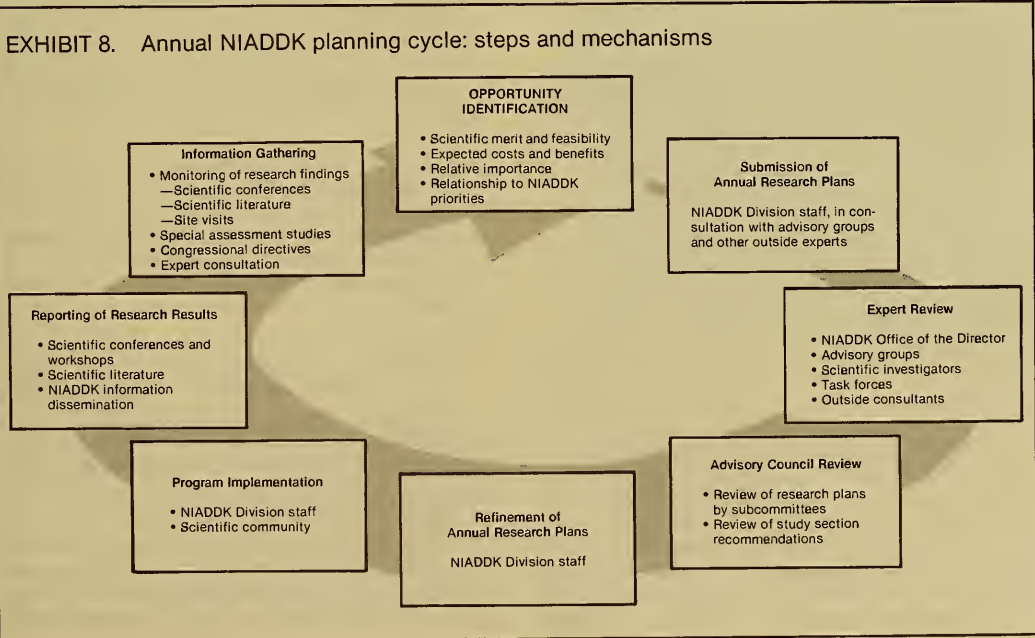 EXHIBIT 8. Annual NIADDK planning cycle: steps and mechanisms
OPPORTUNITY
IDENTIFICATION
• Scientific merit and feasibility
• Expected costs and benefits
• Relative importance
• Relationship to NIADDK
priorities
Submission of
Annual Research Plans
NIADDK Division staff, in con-
sultation with advisory groups
and other outside experts
Expert Review
• NIADDK Office of the Director
• Advisory groups
• Scientific investigators
• Task forces
• Outside consultants
Advisory Council Review
• Review of research plans
by subcommittees
• Review of study section
recommendations
Refinement of
Annual Research Plans
NIADDK Division staff
Program Implementation
• NIADDK Division staff
• Scientific community
Reporting of Research Results
• Scientific conferences and
workshops
• Scientific literature
• NIADDK information
dissemination
Information Gathering
• Monitoring of research findings
—Scientific conferences
—Scientific literature
—Site visits
• Special assessment studies
• Congressional directives
• Expert consultation